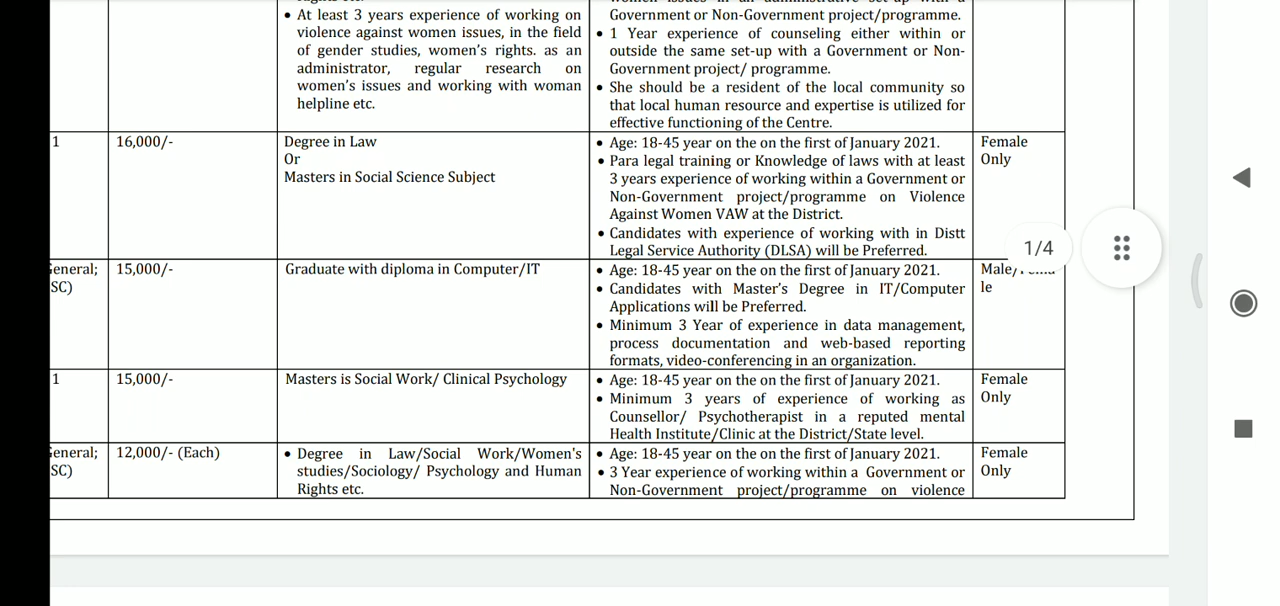 • At least 3 years experience of working on
violence against women issues, in the field
of gender studies, women's rights. as an
administrator, regular research on
women's issues and working with woman
helpline etc.
Government or Non-Government project/programme.
• 1 Year experience of counseling either within or
outside the same set-up with a Government or Non-
Government project/ programme.
• She should be a resident of the local community so
that local human resource and expertise is utilized for
effective functioning of the Centre.
1
16,000/-
Degree in Law
Or
Masters in Social Science Subject
• Age: 18-45 year on the on the first of January 2021.
• Para legal training or Knowledge of laws with at least
3 years experience of working within a Government or
Non-Government project/programme on Violence
Against Women VAW at the District.
• Candidates with experience of working with in Distt
Legal Service Authority (DLSA) will be Preferred.
Female
Only
1/4
General;
SC)
15,000/-
Graduate with diploma in Computer/IT
• Age: 18-45 year on the on the first of January 2021.
• Candidates with Master's Degree in IT/Computer
Applications will be Preferred.
• Minimum 3 Year of experience in data management,
process documentation and web-based reporting
formats, video-conferencing in an organization.
Male/
le
1
15,000/-
Masters is Social Work/ Clinical Psychology
• Age: 18-45 year on the on the first of January 2021.
• Minimum 3 years of experience of working as
Counsellor/ Psychotherapist in a reputed mental
Health Institute/Clinic at the District/State level.
Female
Only
General;
SC)
12,000/- (Each)
• Degree in Law/Social Work/Women's
studies/Sociology/ Psychology and Human
Rights etc.
• Age: 18-45 year on the on the first of January 2021.
• 3 Year experience of working within a Government or
Non-Government project/programme on violence
Female
Only